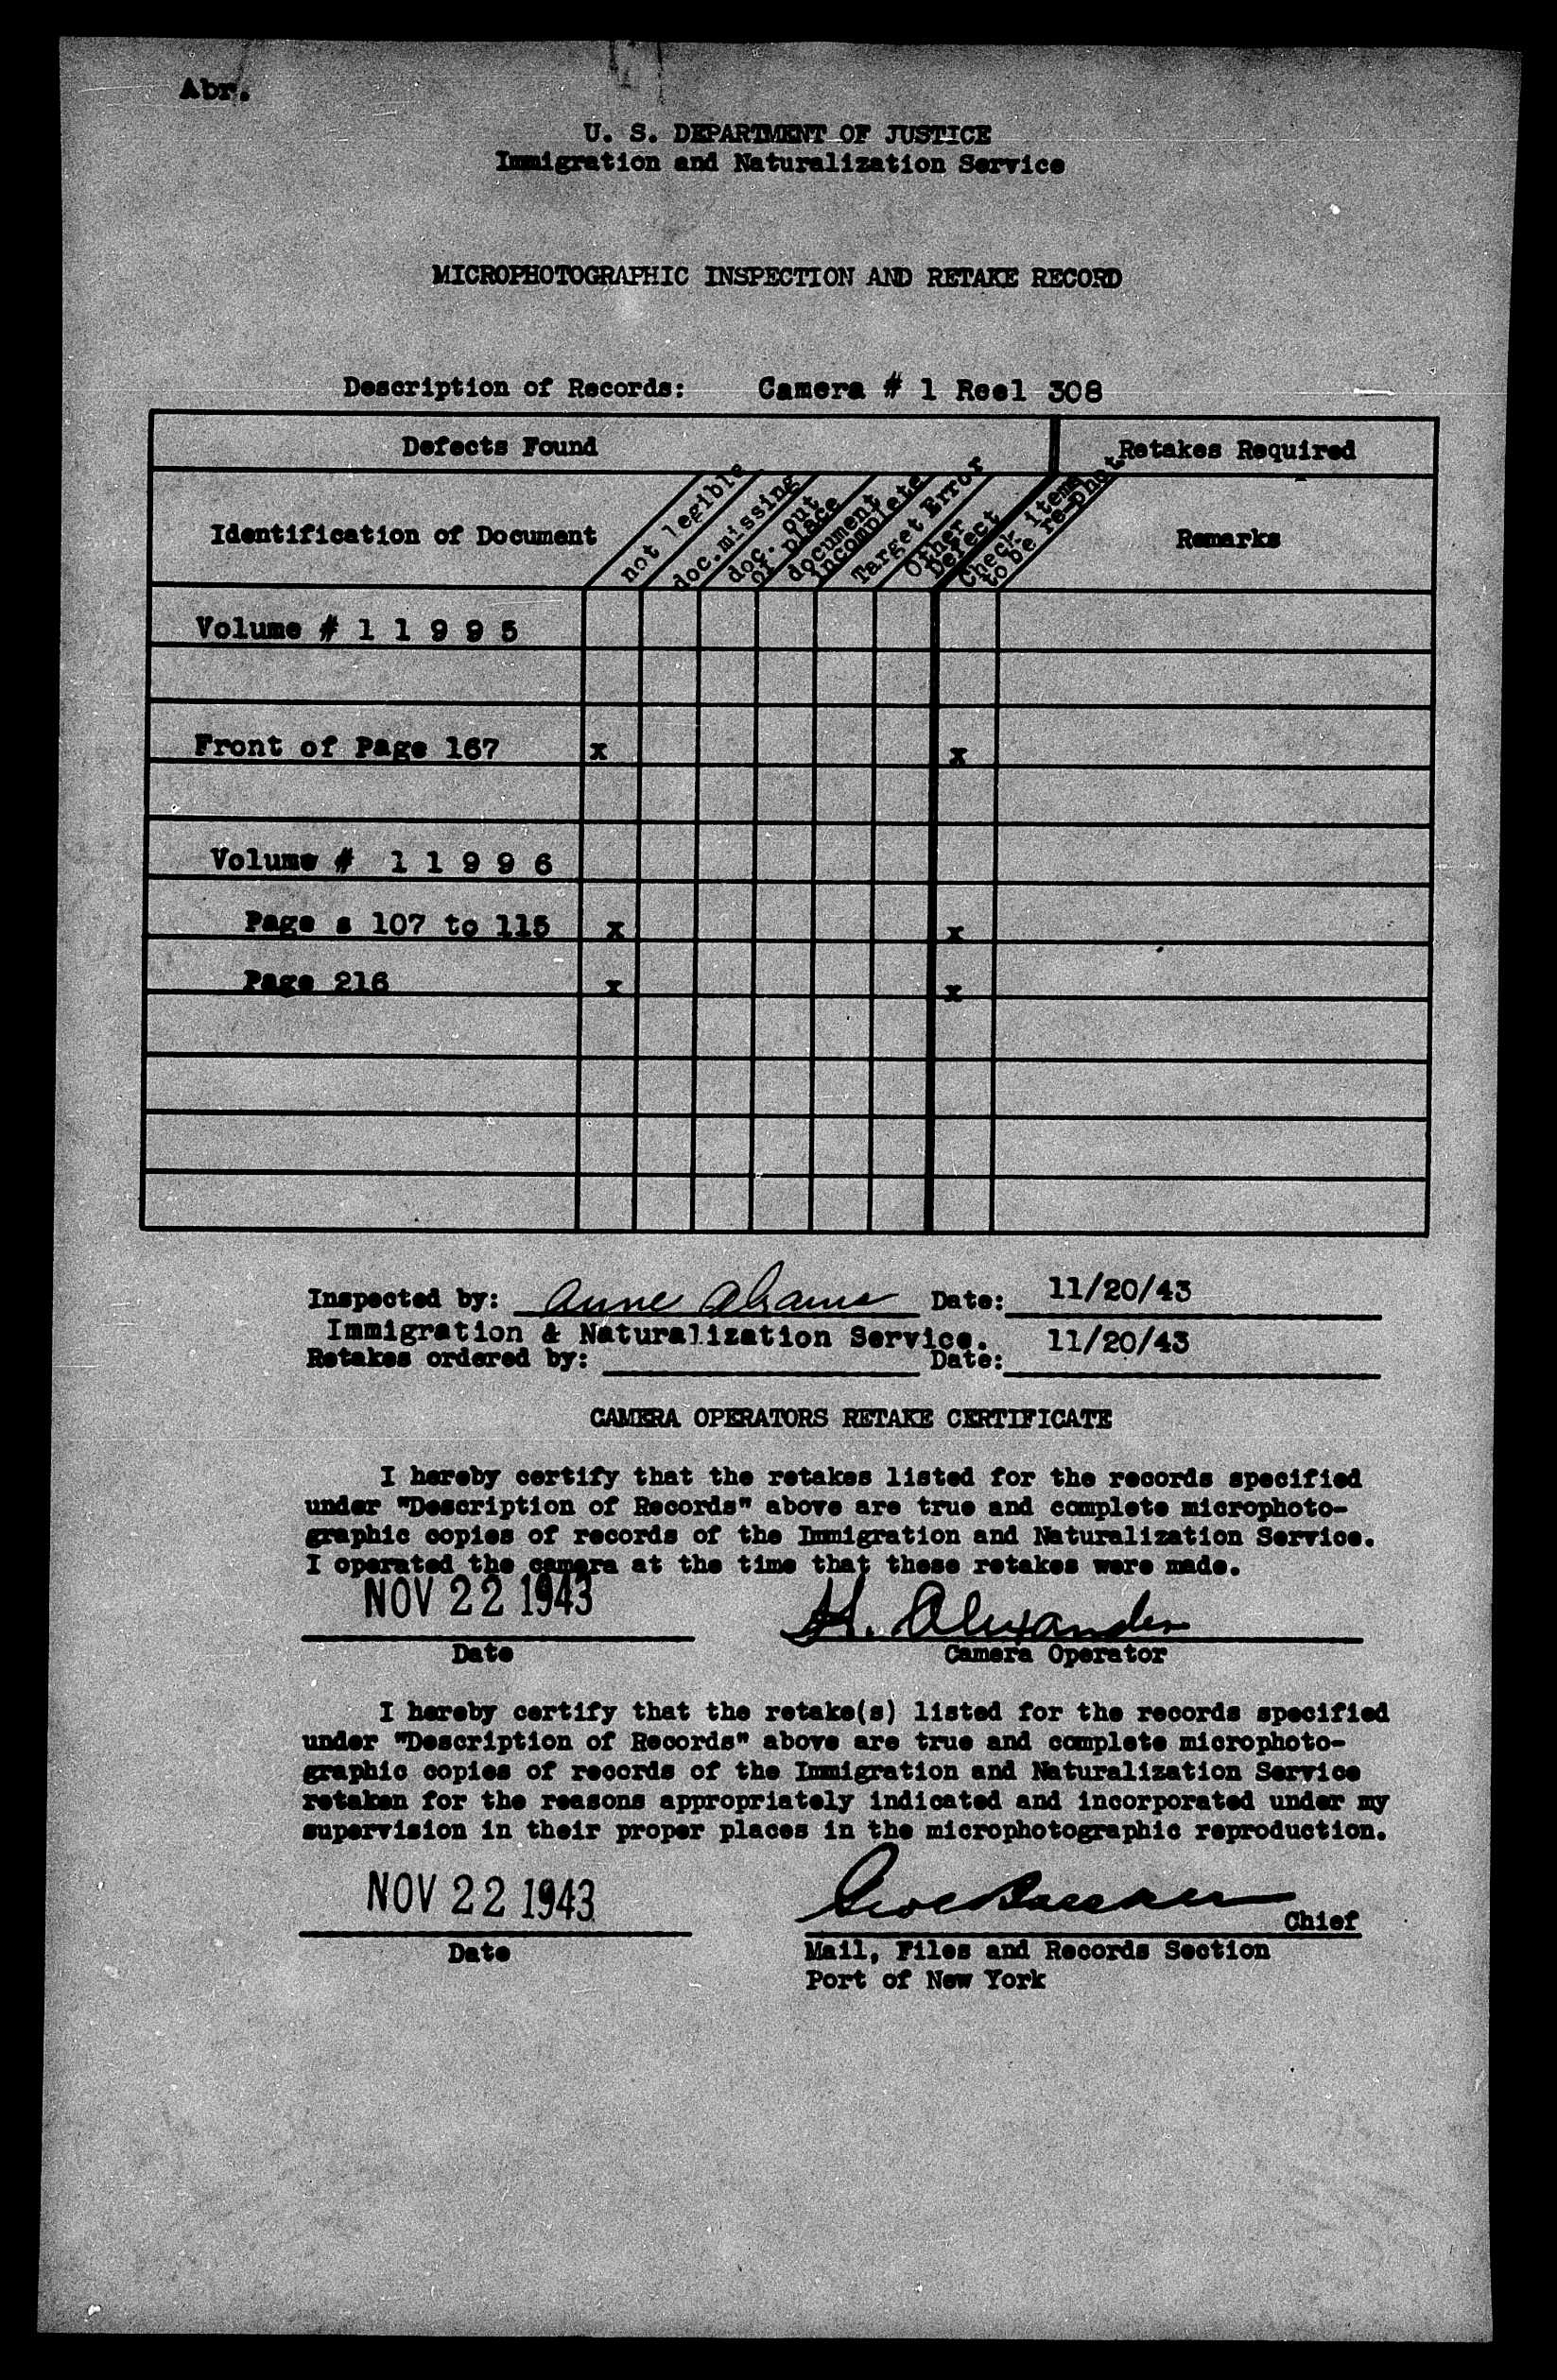 Abr.
U. S. DEPARTMENT OF JUSTICE
Immigration and Naturalization Service
MICROPHOTOGRAPHIC INSPECTION AND RETAKE RECORD
Description of Records: Camera # 1 Reel 308
Defects Found
Retakes Required
Identification of Document
not legible
doc.missing
doc. out
of place
document
incomplete
Target Error
Other
Defect
Check items
to be re-phot
Remarks
Volume # 1 1 9 9 5
Front of Page 167 x x
Volume # 1 1 9 9 6
Page s 107 to 115 x x
Page 216 x x
Inspected by: Anne Abrams Date: 11/20/43
Immigration & Naturalization Service. 11/20/43
Retakes ordered by: Date:
CAMERA OPERATORS RETAKE CERTIFICATE
I hereby certify that the retakes listed for the records specified
under "Description of Records" above are true and complete microphoto-
graphic copies of records of the Immigration and Naturalization Service.
I operated the camera at the time that these retakes were made.
NOV 22 1943 H. Alexander
Date Camera Operator
I hereby certify that the retake(s) listed for the records specified
under "Description of Records" above are true and complete microphoto-
graphic copies of records of the Immigration and Naturalization Service
retaken for the reasons appropriately indicated and incorporated under my
supervision in their proper places in the microphotographic reproduction.
NOV 22 1943 Chief
Date Mail, Files and Records Section
Port of New York